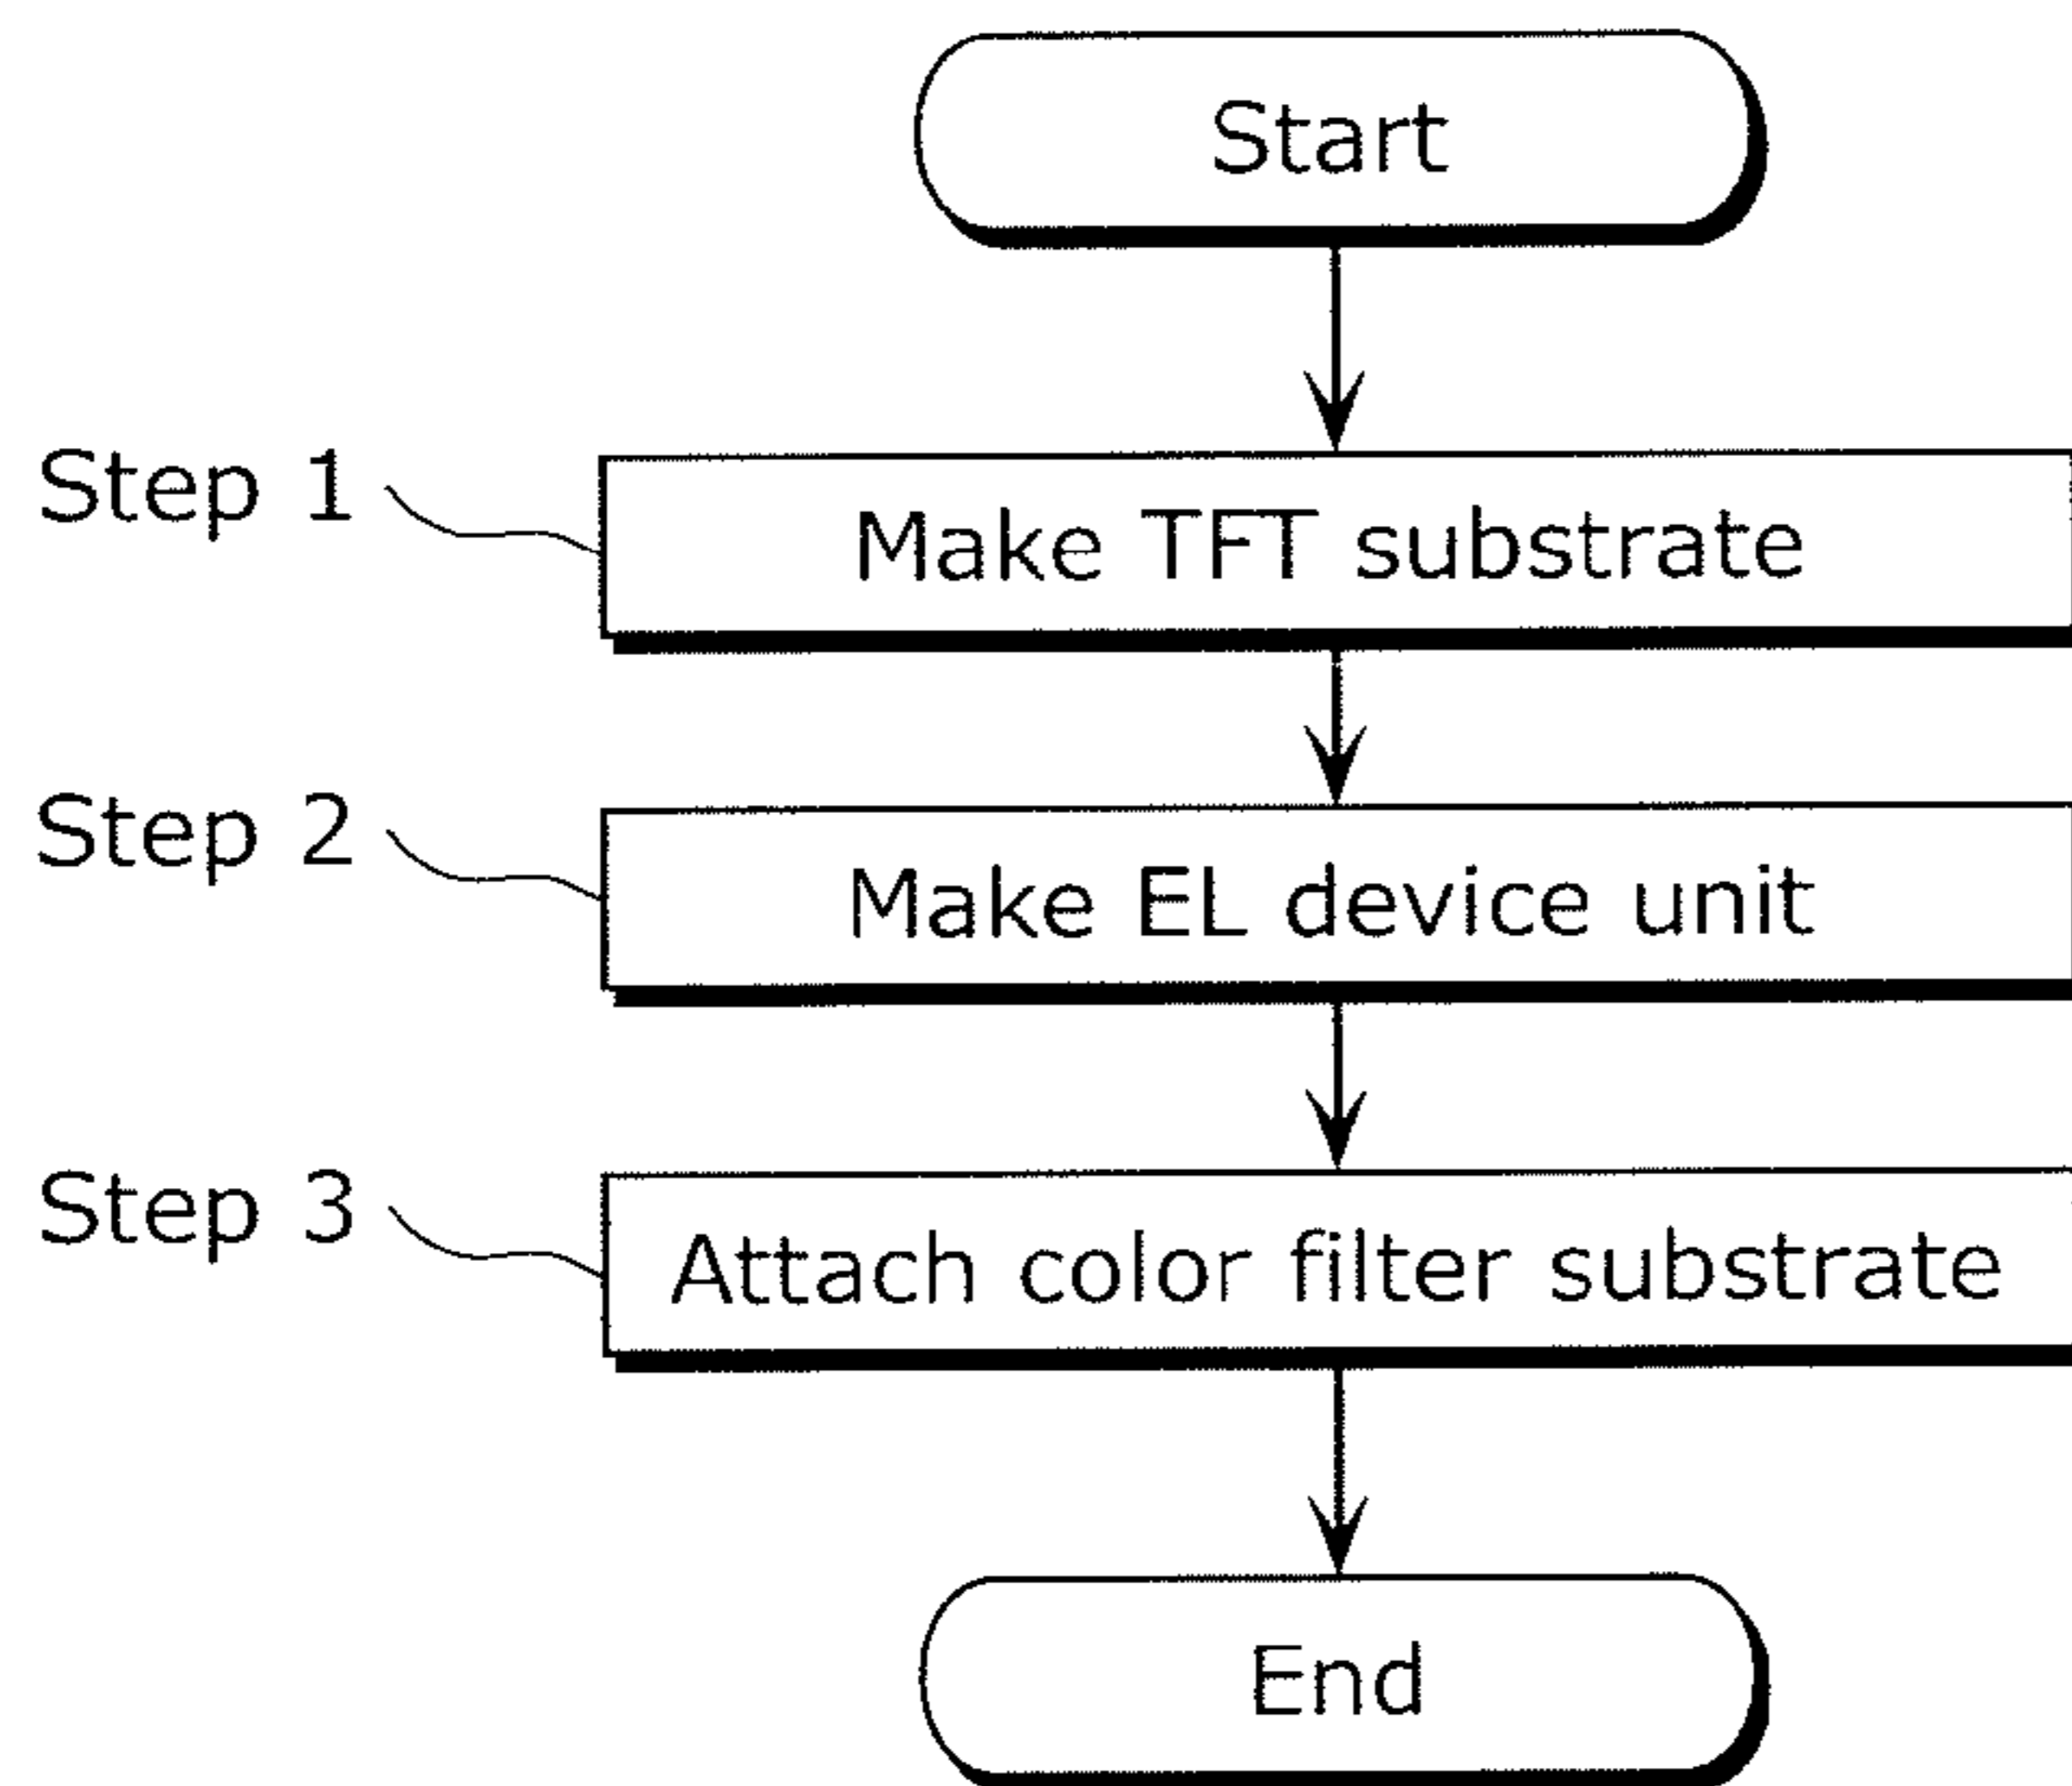 Start
Step 1
Make TFT substrate
Step 2
Make EL device unit
Step 3
Attach color filter substrate
End